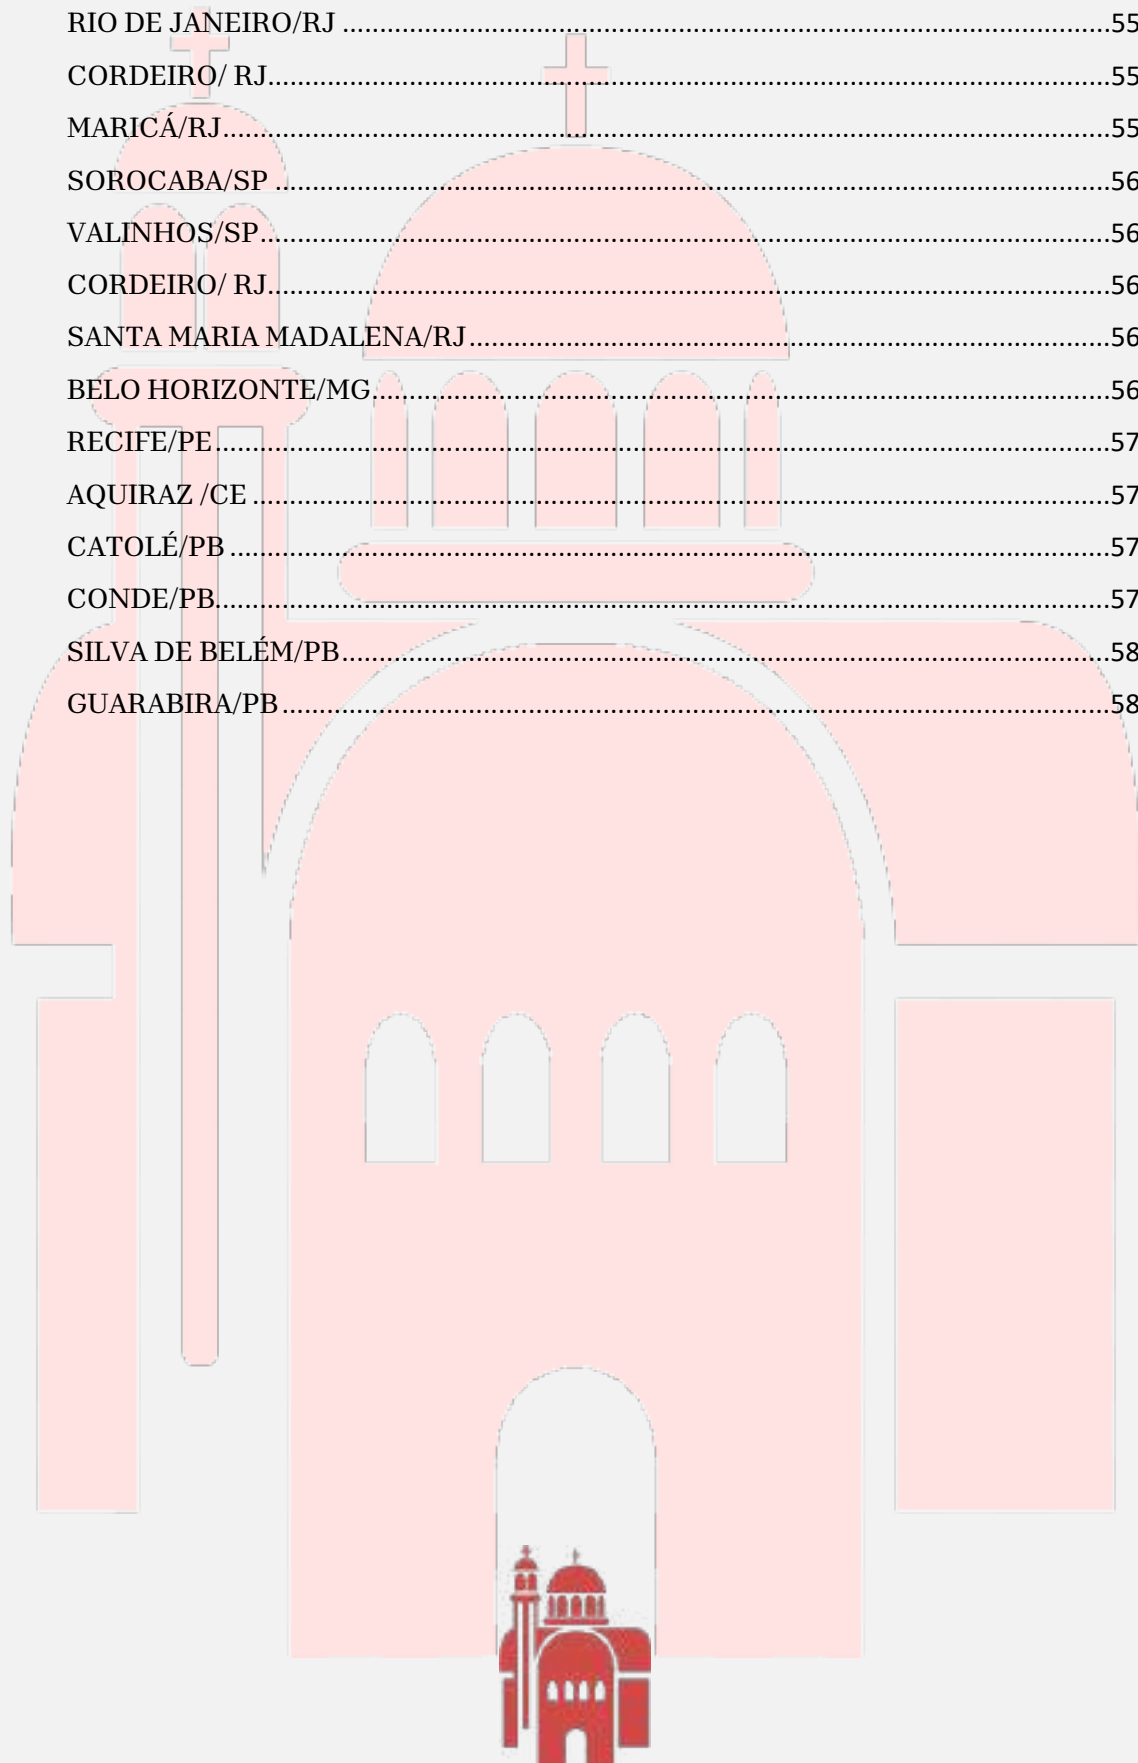 RIO DE JANEIRO/RJ ........................................................................................................ 55
CORDEIRO/ RJ................................................................................................................. 55
MARICÁ/RJ....................................................................................................................... 55
SOROCABA/SP ................................................................................................................ 56
VALINHOS/SP.................................................................................................................. 56
CORDEIRO/ RJ................................................................................................................. 56
SANTA MARIA MADALENA/RJ ....................................................................................... 56
BELO HORIZONTE/MG.................................................................................................... 56
RECIFE/PE ........................................................................................................................ 57
AQUIRAZ /CE ................................................................................................................... 57
CATOLÉ/PB ...................................................................................................................... 57
CONDE/PB........................................................................................................................ 57
SILVA DE BELÉM/PB........................................................................................................ 58
GUARABIRA/PB ............................................................................................................... 58